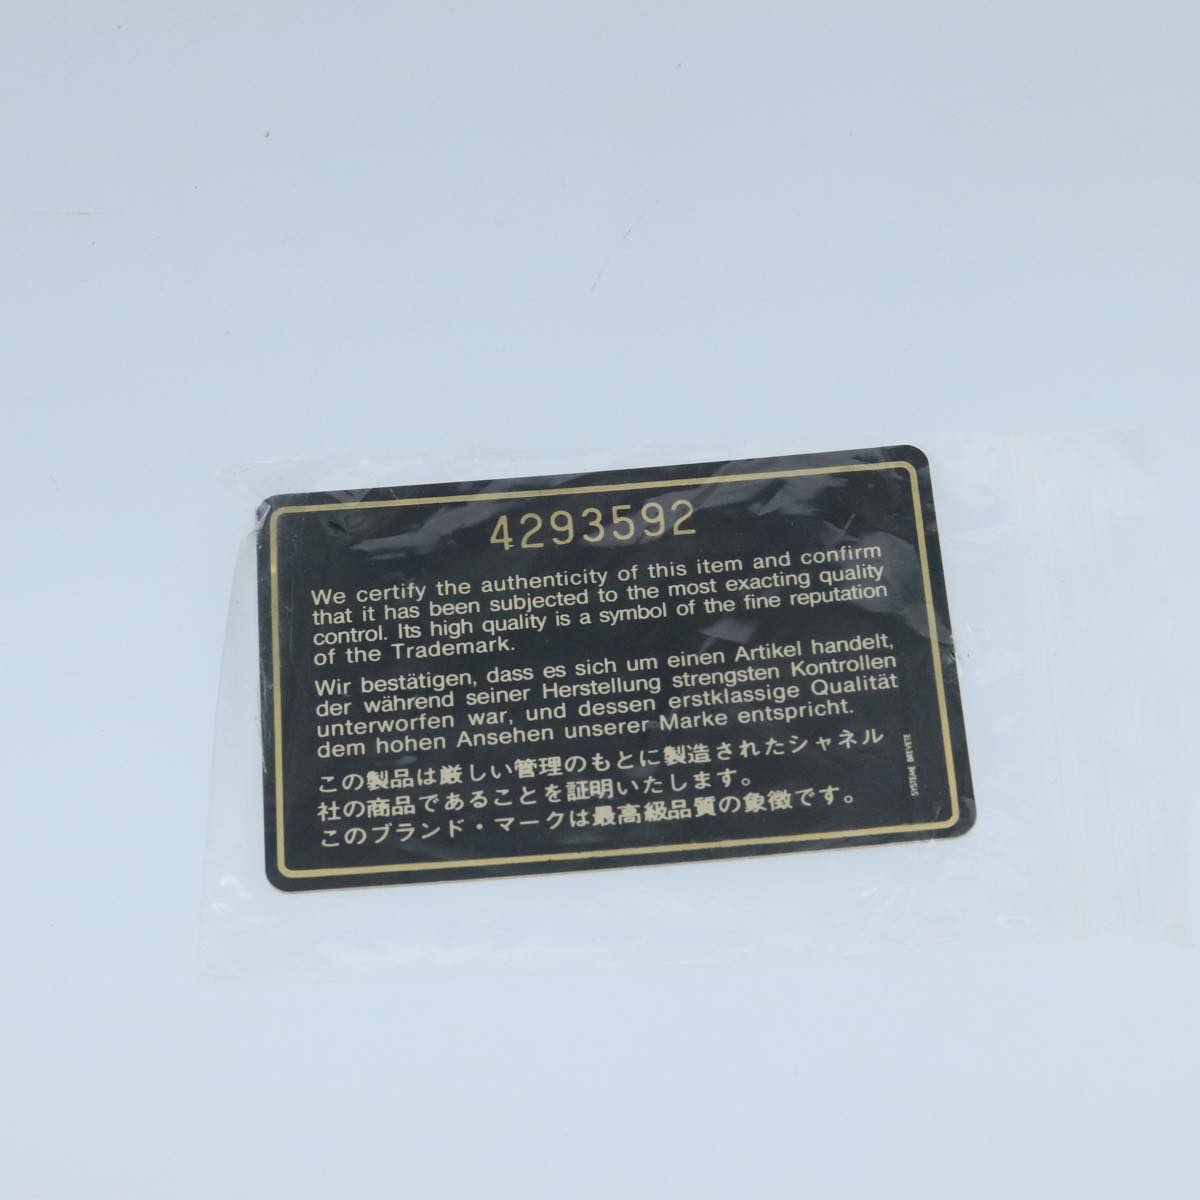 4293592
We certify the authenticity of this item and confirm
that it has been subjected to the most exacting quality
control. Its high quality is a symbol of the fine reputation
of the Trademark.
Wir bestätigen, dass es sich um einen Artikel handelt,
der während seiner Herstellung strengsten Kontrollen
unterworfen war, und dessen erstklassige Qualität
dem hohen Ansehen unserer Marke entspricht.
この製品は厳しい管理のもとに製造されたシャネル
社の商品であることを証明いたします。
このブランド・マークは最高級品質の象徴です。
SYSTEME BREVETE